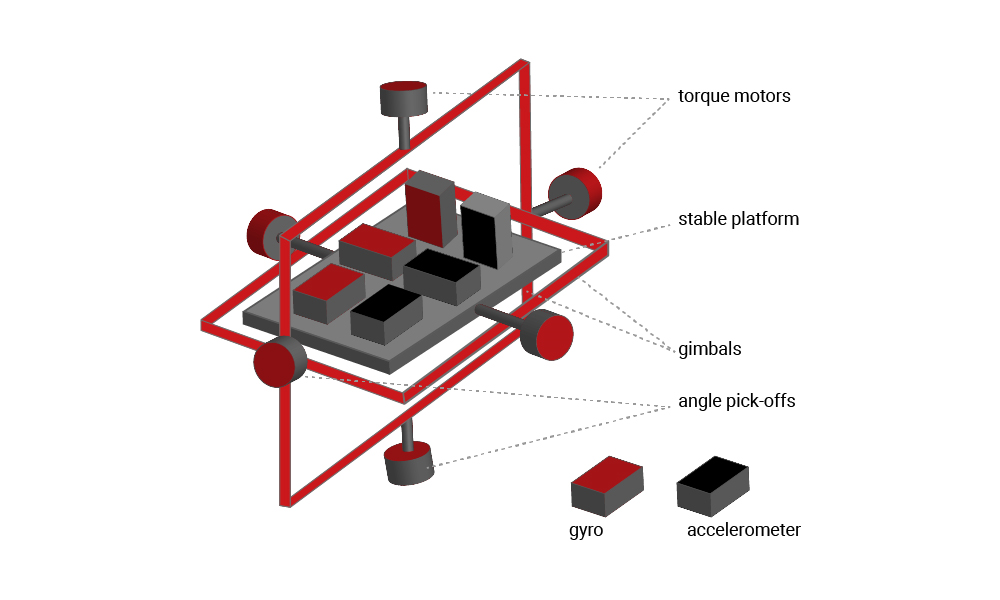 torque motors
stable platform
gimbals
angle pick-offs
gyro
accelerometer